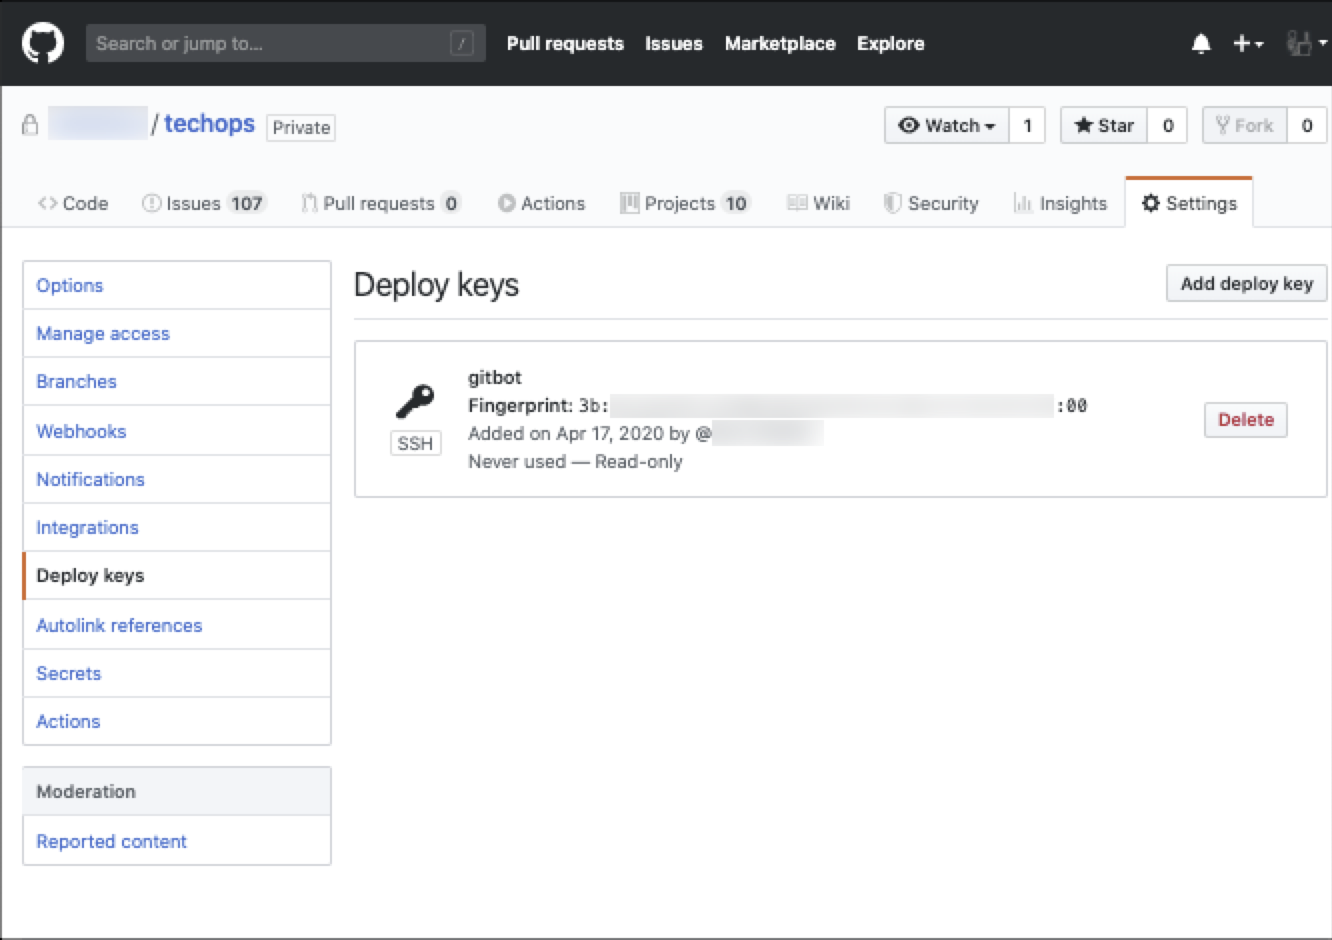 Search or jump to... / Pull requests Issues Marketplace Explore
/ techops Private Watch 1 Star 0 Fork 0
Code Issues 107 Pull requests 0 Actions Projects 10 Wiki Security Insights Settings
Options
Manage access
Branches
Webhooks
Notifications
Integrations
Deploy keys
Autolink references
Secrets
Actions
Moderation
Reported content
Deploy keys Add deploy key
gitbot
Fingerprint: 3b: :00
Added on Apr 17, 2020 by @
Never used — Read-only
SSH
Delete